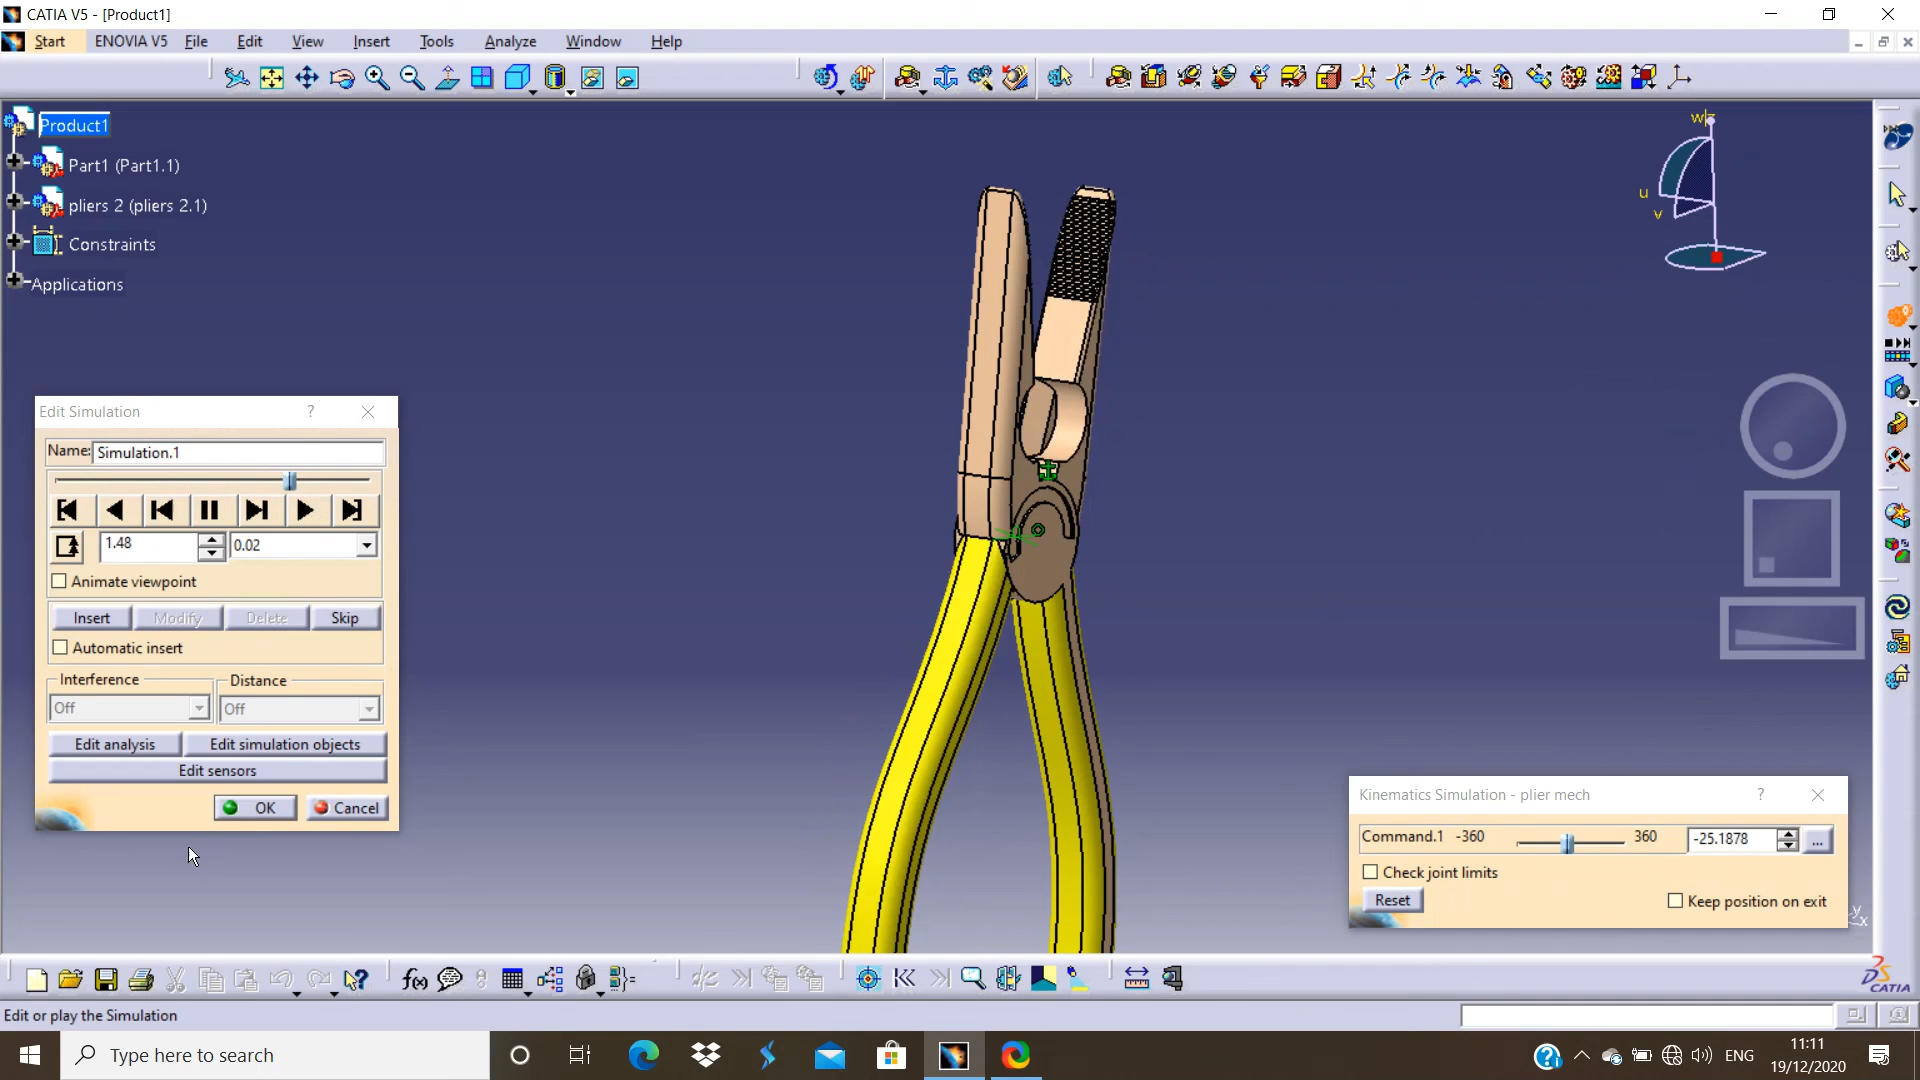 CATIA V5 - [Product1]
Start ENOVIA V5 File Edit View Insert Tools Analyze Window Help
Product1
Part1 (Part1.1)
pliers 2 (pliers 2.1)
Constraints
Applications
w|z
u
v
Edit Simulation ?
Name: Simulation.1
1.48 0.02
Animate viewpoint
Insert Modify Delete Skip
Automatic insert
Interference Distance
Off Off
Edit analysis Edit simulation objects
Edit sensors
OK Cancel
Kinematics Simulation - plier mech ?
Command.1 -360 360 -25.1878 ...
Check joint limits
Reset Keep position on exit
y
x
f(x)
CATIA
Edit or play the Simulation
Type here to search
ENG
11:11
19/12/2020